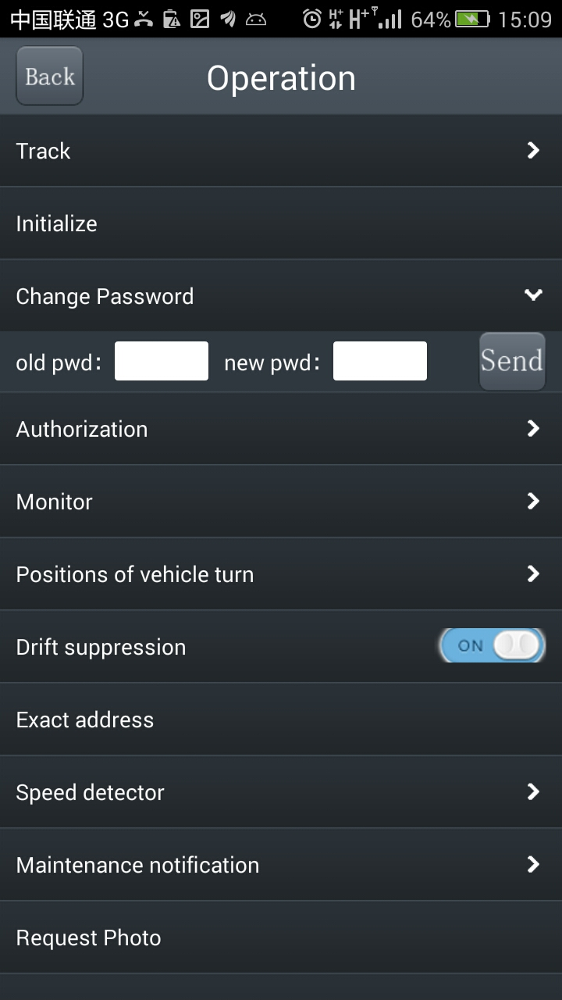 中国联通 3G H+ H+ 64% 15:09
Back Operation
Track
Initialize
Change Password
old pwd: new pwd: Send
Authorization
Monitor
Positions of vehicle turn
Drift suppression ON
Exact address
Speed detector
Maintenance notification
Request Photo